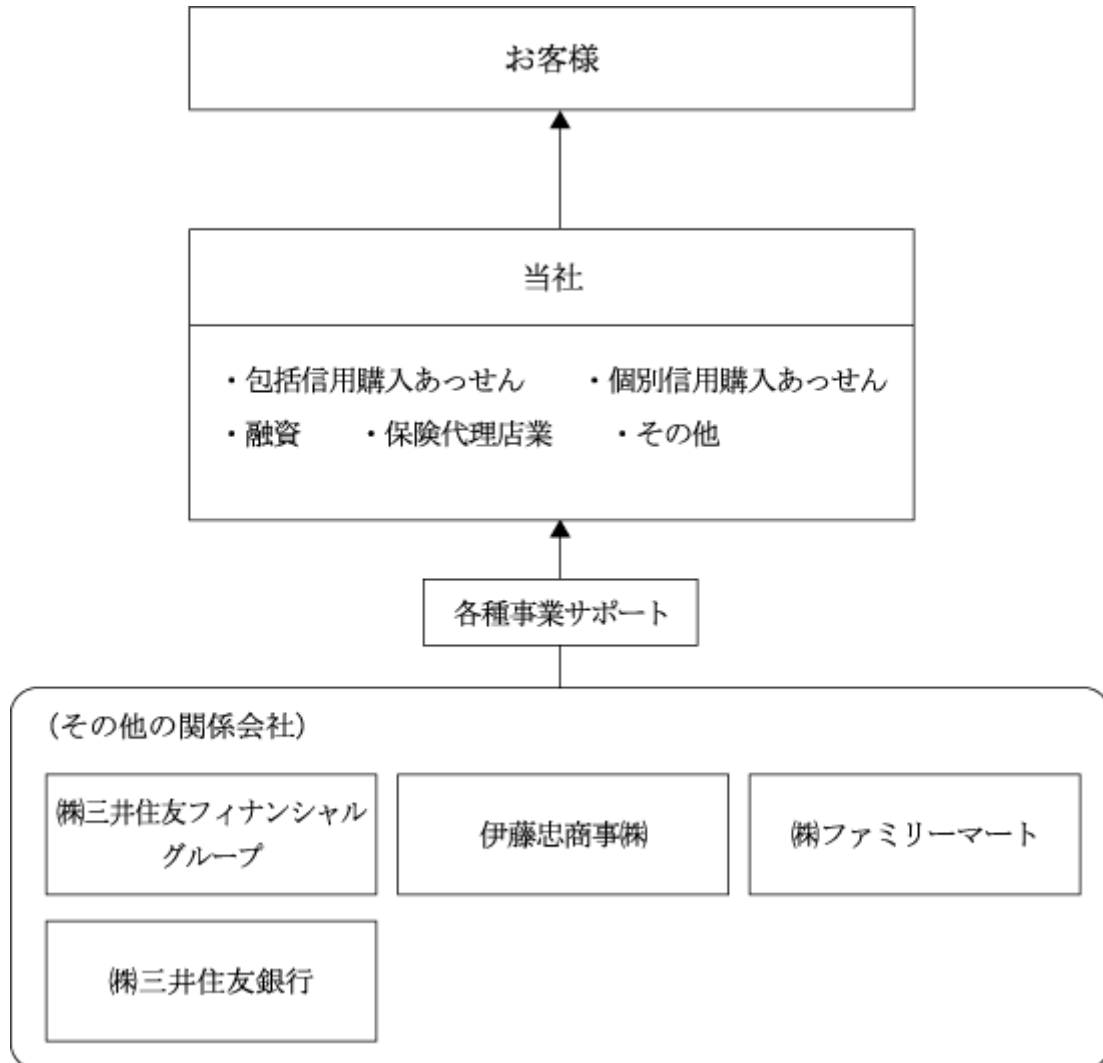 お客様
当社
・包括信用購入あっせん ・個別信用購入あっせん
・融資 ・保険代理店業 ・その他
各種事業サポート
(その他の関係会社)
㈱三井住友フィナンシャル
グループ
伊藤忠商事㈱
㈱ファミリーマート
㈱三井住友銀行